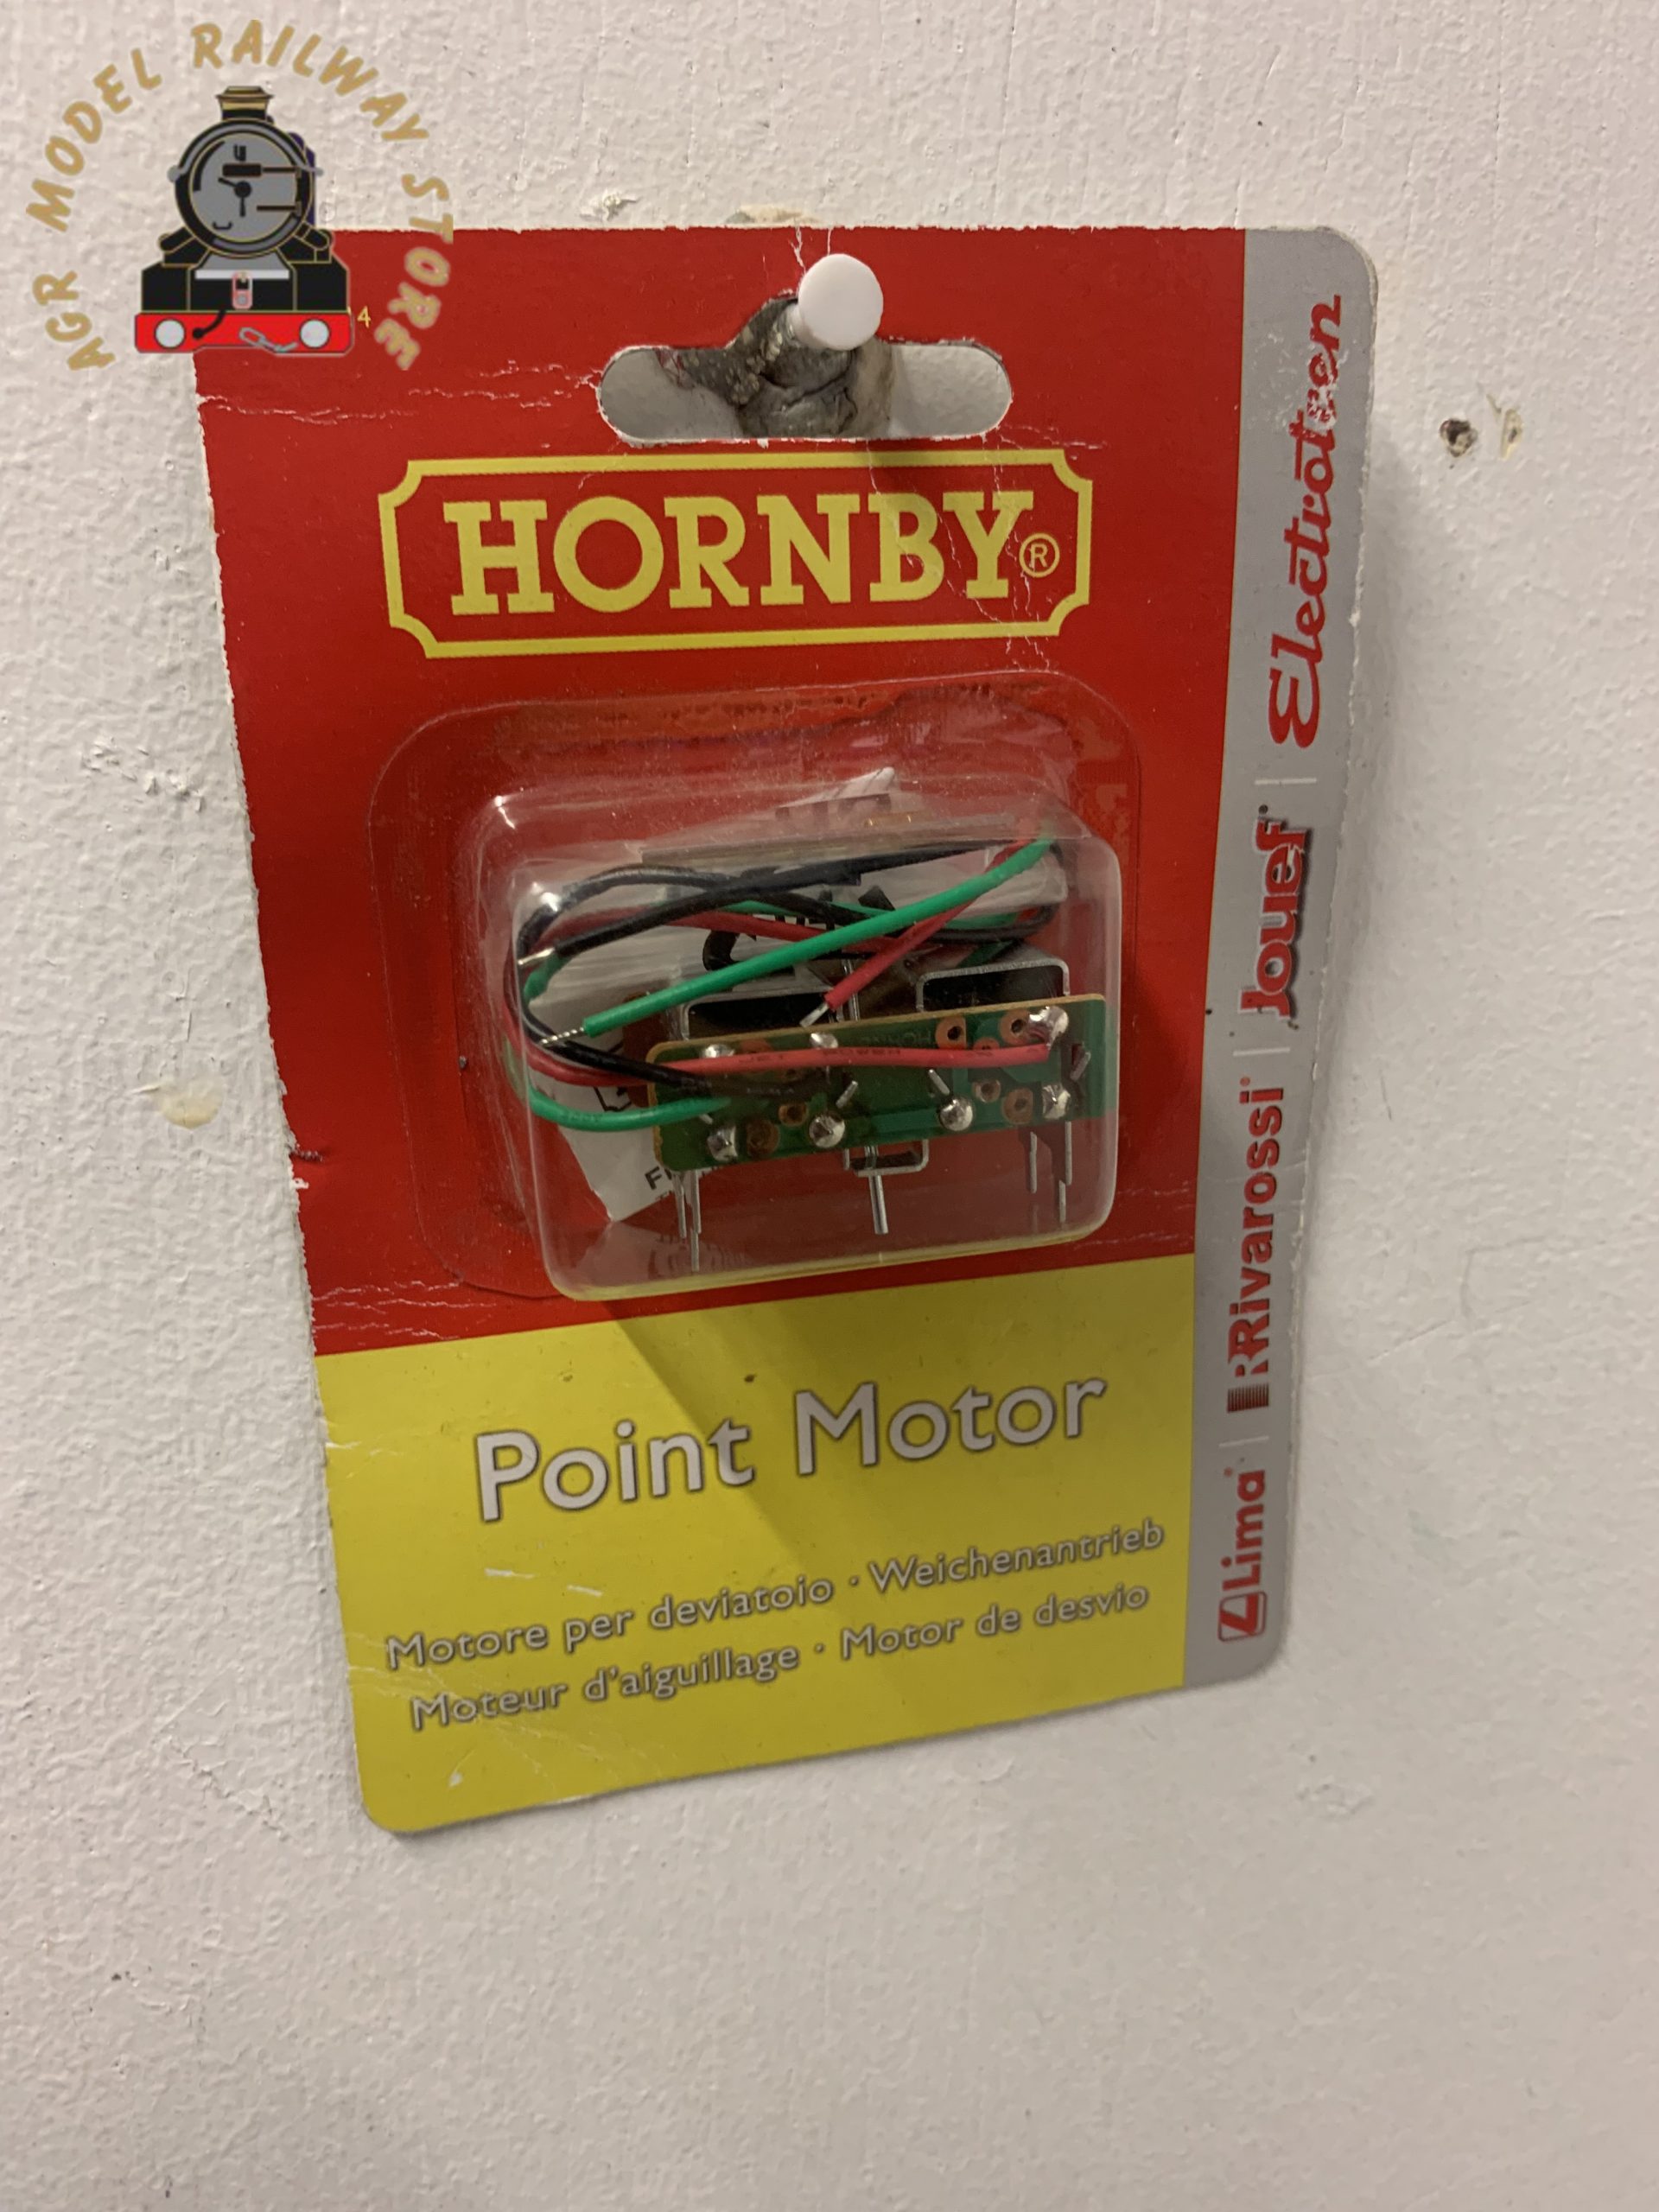 AGR MODEL RAILWAY STORE
4
HORNBY®
Point Motor
Motore per deviatoio · Weichenantrieb
Moteur d'aiguillage · Motor de desvio
Lima | Rivarossi | Jouef | Electrotren